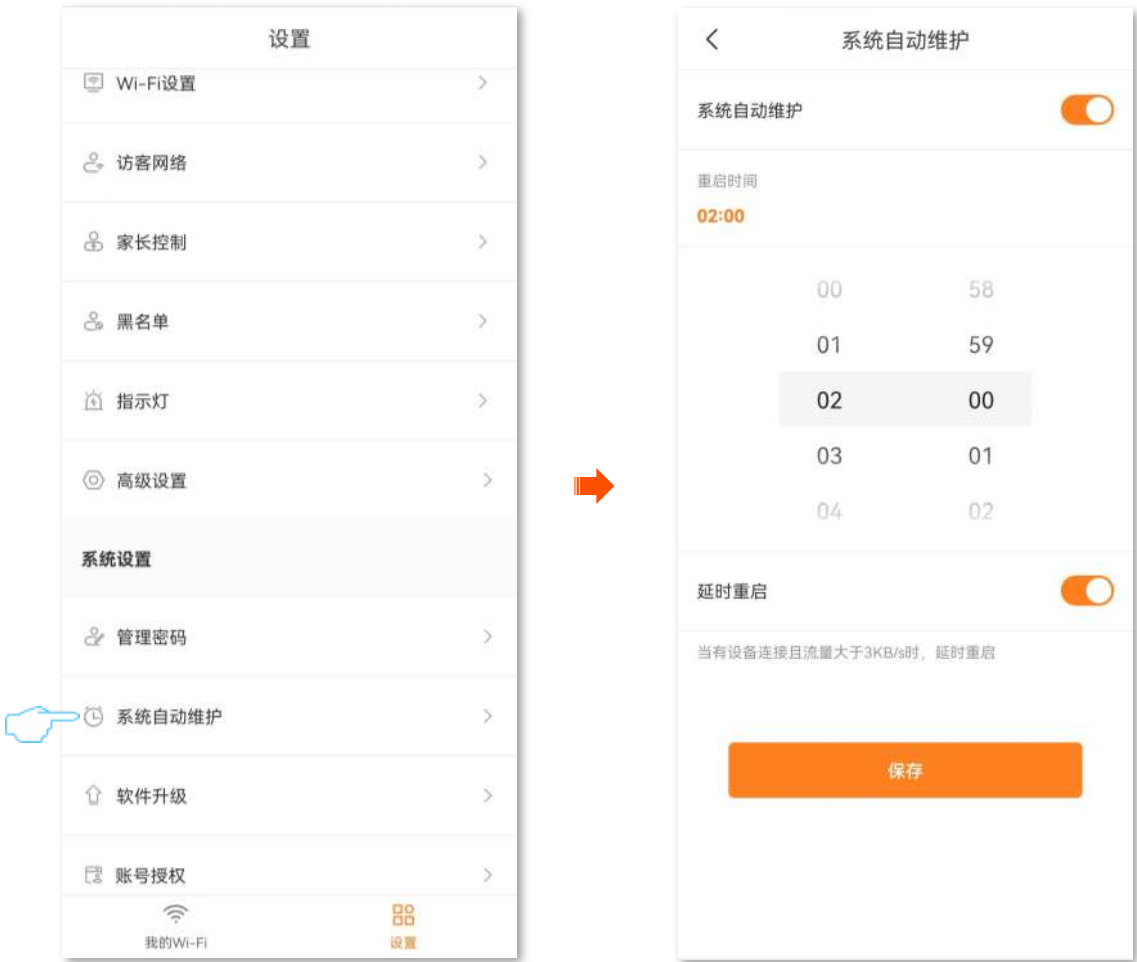 设置
Wi-Fi设置
访客网络
家长控制
黑名单
指示灯
高级设置
系统设置
管理密码
系统自动维护
软件升级
账号授权
我的Wi-Fi
设置
系统自动维护
系统自动维护
重启时间
02:00
00 58
01 59
02 00
03 01
04 02
延时重启
当有设备连接且流量大于3KB/s时，延时重启
保存